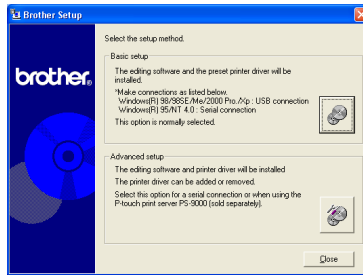 Brother Setup
Select the setup method.
brother.
Basic setup
The editing software and the preset printer driver will be
installed.
*Make connections as listed below.
Windows(R) 98/98SE/Me/2000 Pro./Xp : USB connection
Windows(R) 95/NT 4.0 : Serial connection
This option is normally selected.
Advanced setup
The editing software and printer driver will be installed
The printer driver can be added or removed.
Select this option for a serial connection or when using the
P-touch print server PS-9000 (sold separately).
Close